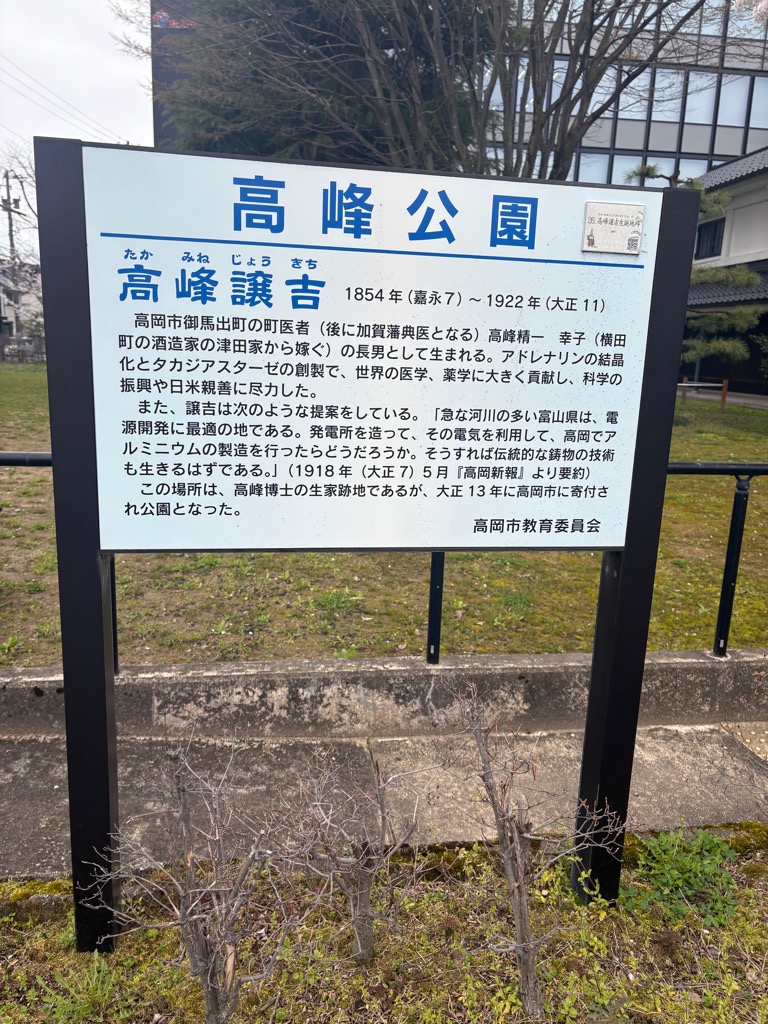 高峰公園
26. 高峰譲吉生誕地碑
たか みね じょう きち
高峰譲吉 1854年（嘉永7）～1922年（大正11）
高岡市御馬出町の町医者（後に加賀藩典医となる）高峰精一 幸子（横田
町の酒造家の津田家から嫁ぐ）の長男として生まれる。アドレナリンの結晶
化とタカジアスターゼの創製で、世界の医学、薬学に大きく貢献し、科学の
振興や日米親善に尽力した。
また、譲吉は次のような提案をしている。「急な河川の多い富山県は、電
源開発に最適の地である。発電所を造って、その電気を利用して、高岡でア
ルミニウムの製造を行ったらどうだろうか。そうすれば伝統的な鋳物の技術
も生きるはずである。」（1918年（大正7）5月『高岡新報』より要約）
この場所は、高峰博士の生家跡地であるが、大正13年に高岡市に寄付さ
れ公園となった。
高岡市教育委員会